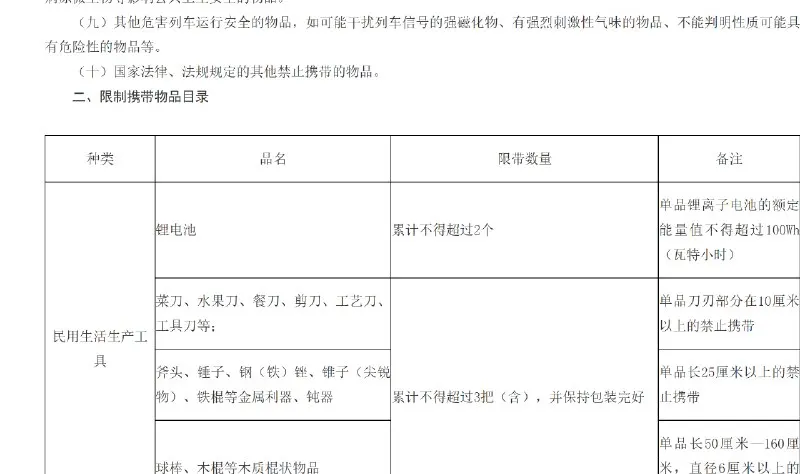 （九）其他危害列车运行安全的物品，如可能干扰列车信号的强磁化物、有强烈刺激性气味的物品、不能判明性质可能具
有危险性的物品等。
（十）国家法律、法规规定的其他禁止携带的物品。
二、限制携带物品目录
种类
品名
限带数量
备注
民用生活生产工
具
锂电池
累计不得超过2个
单品锂离子电池的额定
能量值不得超过100Wh
（瓦特小时）
菜刀、水果刀、餐刀、剪刀、工艺刀、
工具刀等；
累计不得超过3把（含），并保持包装完好
单品刀刃部分在10厘米
以上的禁止携带
斧头、锤子、钢（铁）锉、锥子（尖锐
物）、铁棍等金属利器、钝器
单品长25厘米以上的禁
止携带
球棒、木棍等木质棍状物品
单品长50厘米—160厘
米，直径6厘米以上的